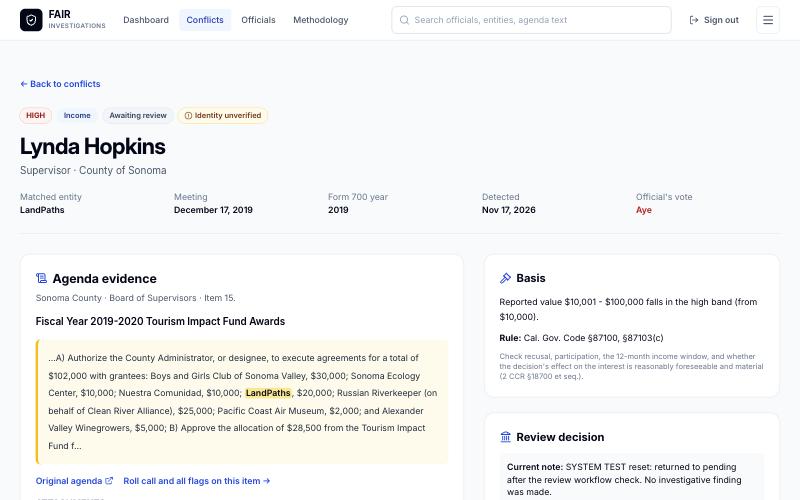 FAIR
INVESTIGATIONS
Dashboard
Conflicts
Officials
Methodology
Search officials, entities, agenda text
Sign out
← Back to conflicts
HIGH
Income
Awaiting review
Identity unverified
Lynda Hopkins
Supervisor · County of Sonoma
Matched entity
LandPaths
Meeting
December 17, 2019
Form 700 year
2019
Detected
Nov 17, 2026
Official's vote
Aye
Agenda evidence
Sonoma County · Board of Supervisors · Item 15.
Fiscal Year 2019-2020 Tourism Impact Fund Awards
...A) Authorize the County Administrator, or designee, to execute agreements for a total of
$102,000 with grantees: Boys and Girls Club of Sonoma Valley, $30,000; Sonoma Ecology
Center, $10,000; Nuestra Comunidad, $10,000; LandPaths, $20,000; Russian Riverkeeper (on
behalf of Clean River Alliance), $25,000; Pacific Coast Air Museum, $2,000; and Alexander
Valley Winegrowers, $5,000; B) Approve the allocation of $28,500 from the Tourism Impact
Fund f...
Original agenda
Roll call and all flags on this item →
Basis
Reported value $10,001 - $100,000 falls in the high band (from
$10,000).
Rule: Cal. Gov. Code §87100, §87103(c)
Check recusal, participation, the 12-month income window, and whether
the decision's effect on the interest is reasonably foreseeable and material
(2 CCR §18700 et seq.).
Review decision
Current note: SYSTEM TEST reset: returned to pending
after the review workflow check. No investigative finding
was made.